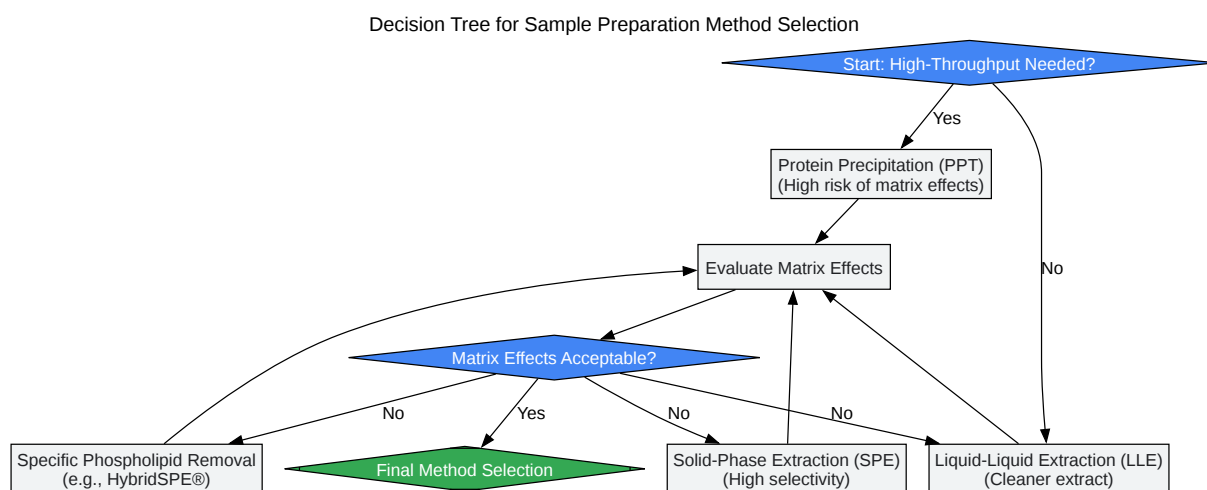 Decision Tree for Sample Preparation Method Selection
Start: High-Throughput Needed?
Yes
Protein Precipitation (PPT)
(High risk of matrix effects)
No
Evaluate Matrix Effects
Matrix Effects Acceptable?
No
Yes
No
No
Specific Phospholipid Removal
(e.g., HybridSPE®)
Final Method Selection
Solid-Phase Extraction (SPE)
(High selectivity)
Liquid-Liquid Extraction (LLE)
(Cleaner extract)